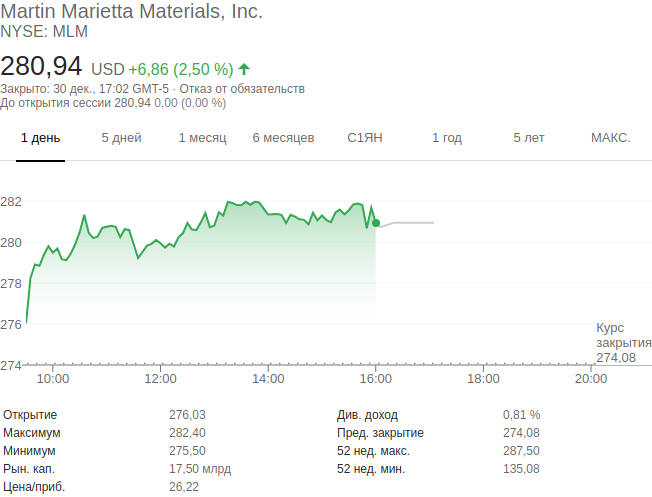 Martin Marietta Materials, Inc.
NYSE: MLM
280,94 USD +6,86 (2,50 %)
Закрыто: 30 дек., 17:02 GMT-5 · Отказ от обязательств
До открытия сессии 280,94 0,00 (0,00 %)
1 день 5 дней 1 месяц 6 месяцев С1ЯН 1 год 5 лет МАКС.
282
280
278
276
Курс
закрытия
274,08
274
10:00 12:00 14:00 16:00 18:00 20:00
Открытие 276,03 Див. доход 0,81 %
Максимум 282,40 Пред. закрытие 274,08
Минимум 275,50 52 нед. макс. 287,50
Рын. кап. 17,50 млрд 52 нед. мин. 135,08
Цена/приб. 26,22